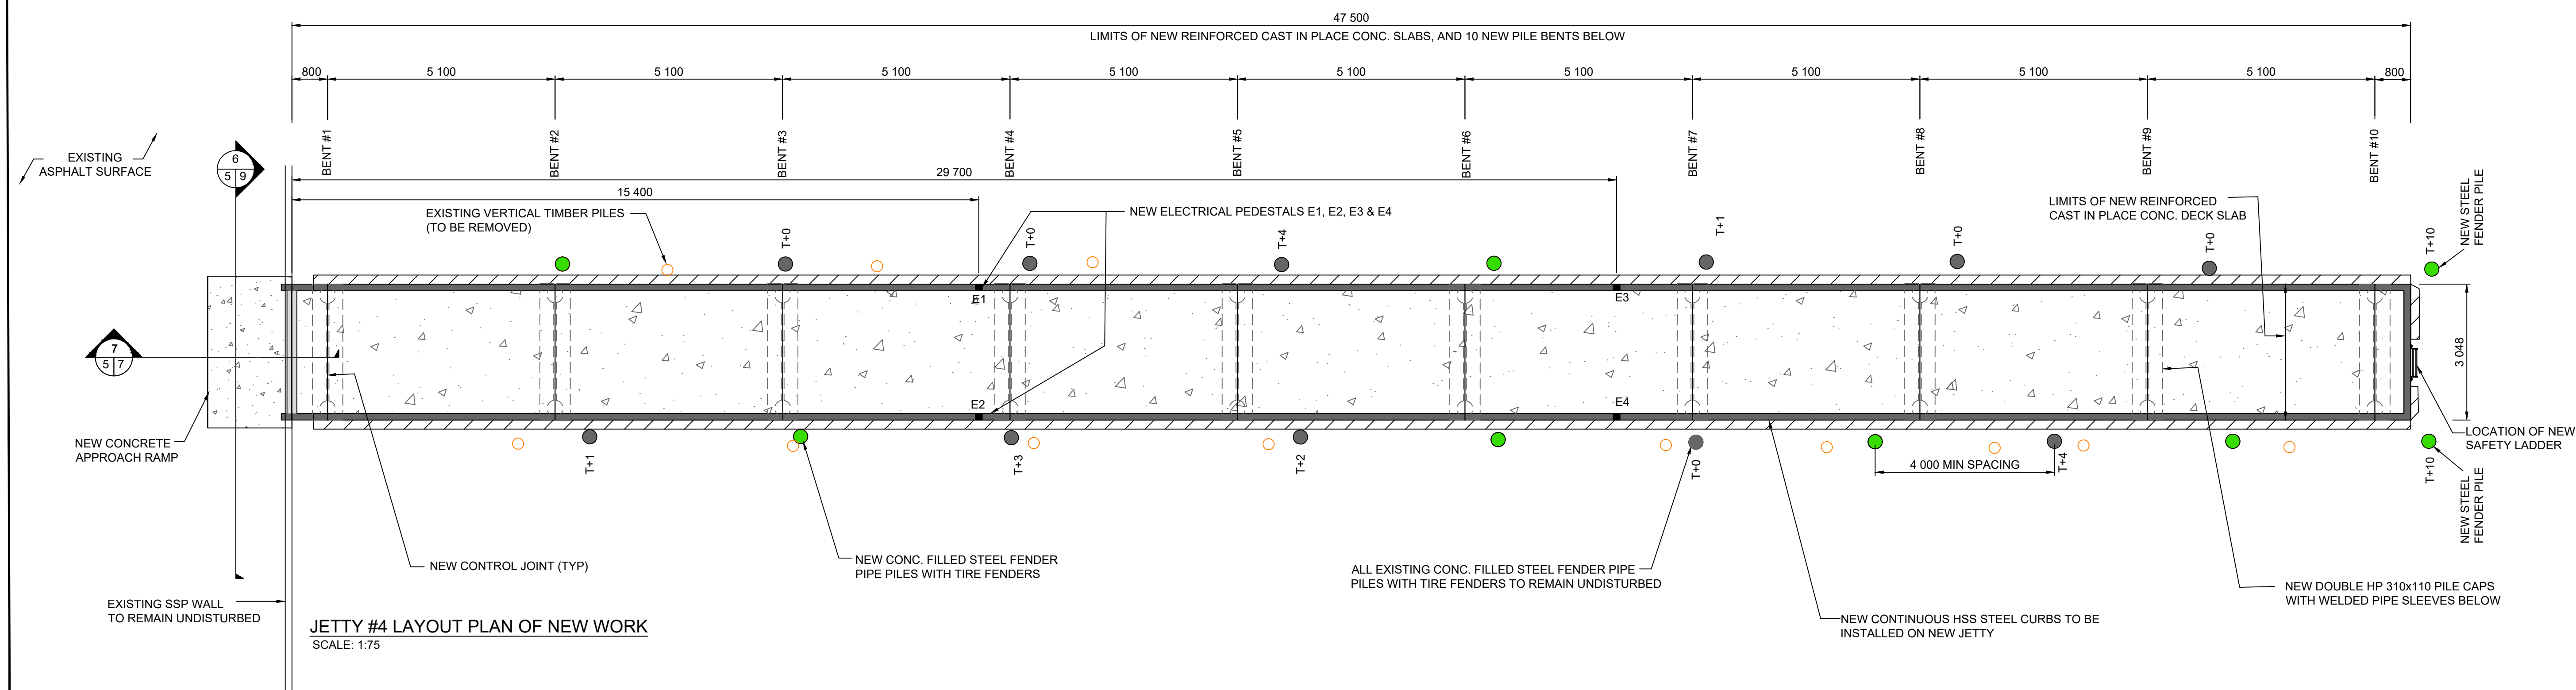 47 500
LIMITS OF NEW REINFORCED CAST IN PLACE CONC. SLABS, AND 10 NEW PILE BENTS BELOW
800
5 100
5 100
5 100
5 100
5 100
5 100
5 100
5 100
5 100
800
BENT #1
BENT #2
BENT #3
BENT #4
BENT #5
BENT #6
BENT #7
BENT #8
BENT #9
BENT #10
EXISTING
ASPHALT SURFACE
6
5 9
29 700
15 400
EXISTING VERTICAL TIMBER PILES
(TO BE REMOVED)
NEW ELECTRICAL PEDESTALS E1, E2, E3 & E4
LIMITS OF NEW REINFORCED
CAST IN PLACE CONC. DECK SLAB
T+0
T+0
T+4
T+1
T+0
T+0
T+10
NEW STEEL
FENDER PILE
E1
E3
7
5 7
3 048
E2
E4
NEW CONCRETE
APPROACH RAMP
LOCATION OF NEW
SAFETY LADDER
T+1
T+3
T+2
T+0
4 000 MIN SPACING
T+4
T+10
NEW STEEL
FENDER PILE
NEW CONTROL JOINT (TYP)
NEW CONC. FILLED STEEL FENDER
PIPE PILES WITH TIRE FENDERS
ALL EXISTING CONC. FILLED STEEL FENDER PIPE
PILES WITH TIRE FENDERS TO REMAIN UNDISTURBED
NEW DOUBLE HP 310x110 PILE CAPS
WITH WELDED PIPE SLEEVES BELOW
EXISTING SSP WALL
TO REMAIN UNDISTURBED
NEW CONTINUOUS HSS STEEL CURBS TO BE
INSTALLED ON NEW JETTY
JETTY #4 LAYOUT PLAN OF NEW WORK
SCALE: 1:75